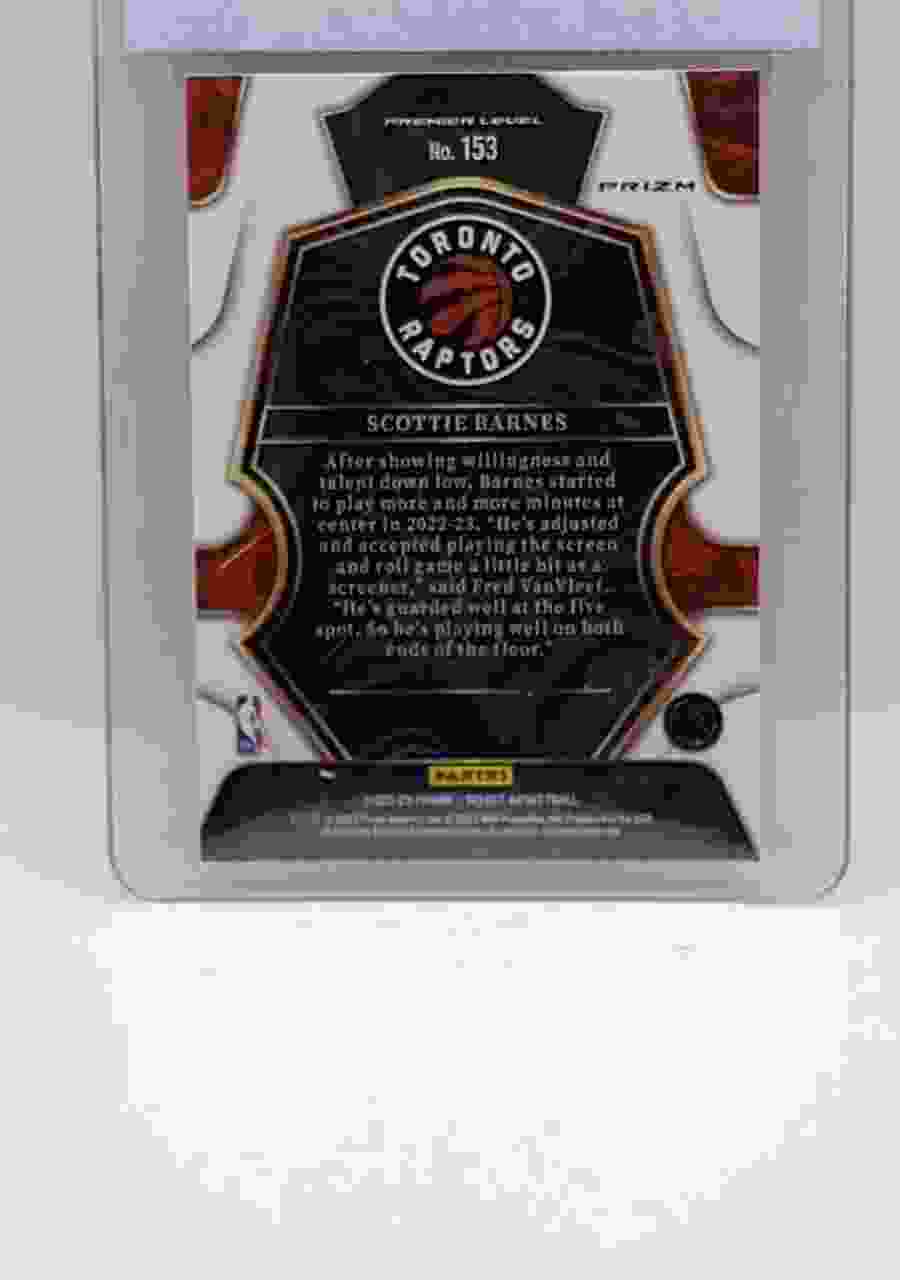 PREMIER LEVEL
No. 153
PRIZM
TORONTO
RAPTORS
SCOTTIE BARNES
After showing willingness and
talent down low, Barnes started
to play more and more minutes at
center in 2022-23. "He's adjusted
and accepted playing the screen
and roll game a little bit as a
screener," said Fred VanVleet.
"He's guarded well at the five
spot. So he's playing well on both
ends of the floor."
PANINI